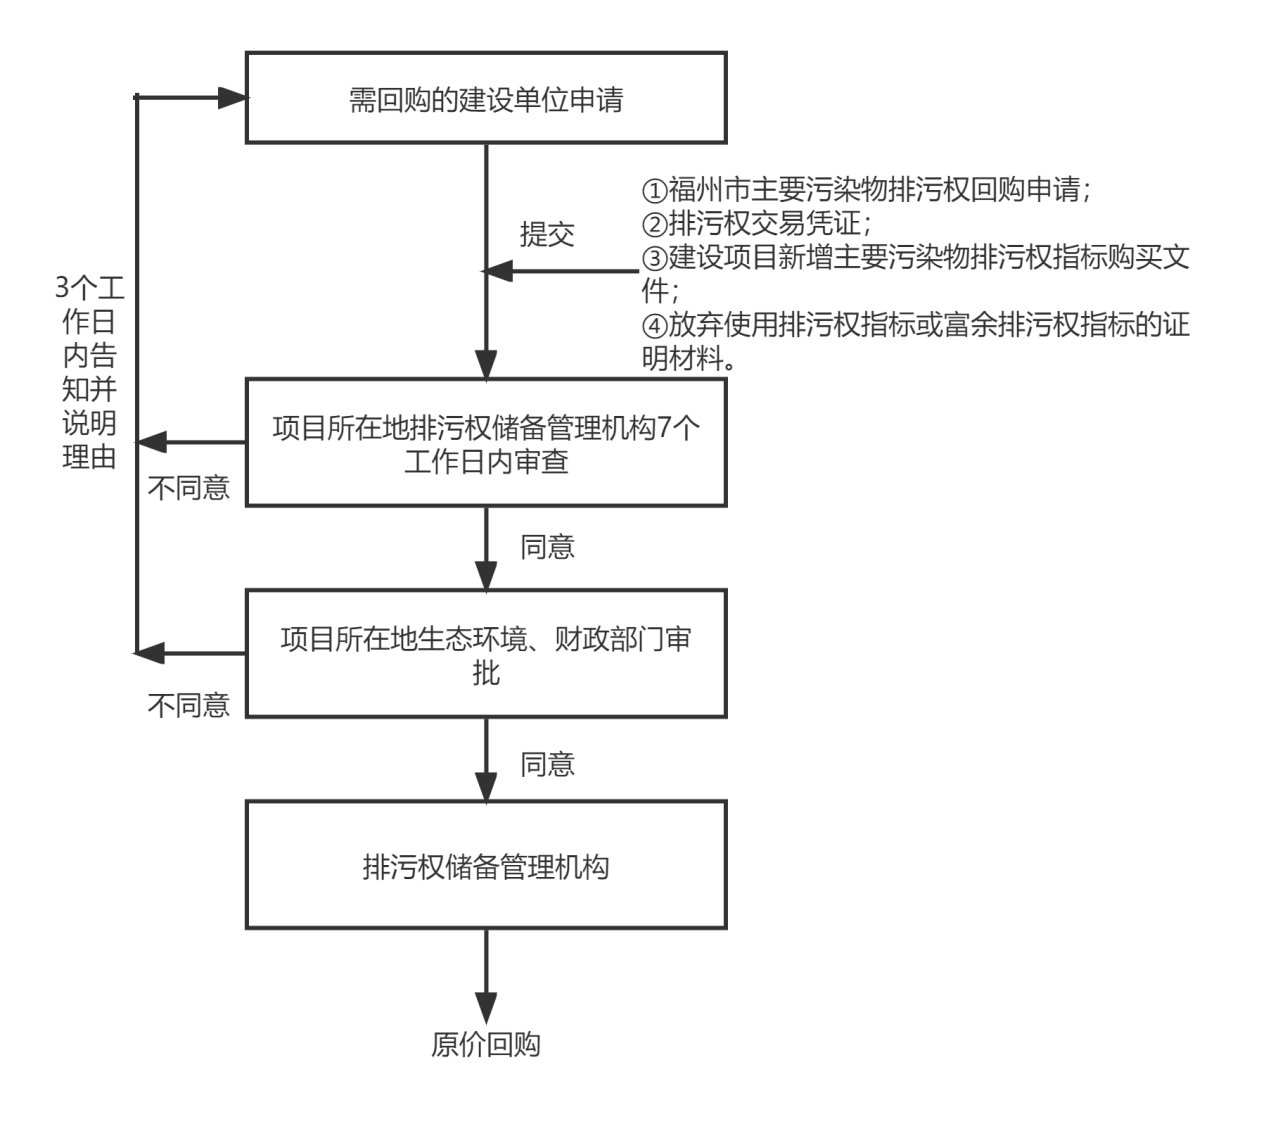 需回购的建设单位申请
①福州市主要污染物排污权回购申请；
提交
②排污权交易凭证；
③建设项目新增主要污染物排污权指标购买文
件；
④放弃使用排污权指标或富余排污权指标的证
明材料。
3个工
作日
内告
知并
说明
理由
项目所在地排污权储备管理机构7个
工作日内审查
不同意
同意
项目所在地生态环境、财政部门审
批
不同意
同意
排污权储备管理机构
原价回购